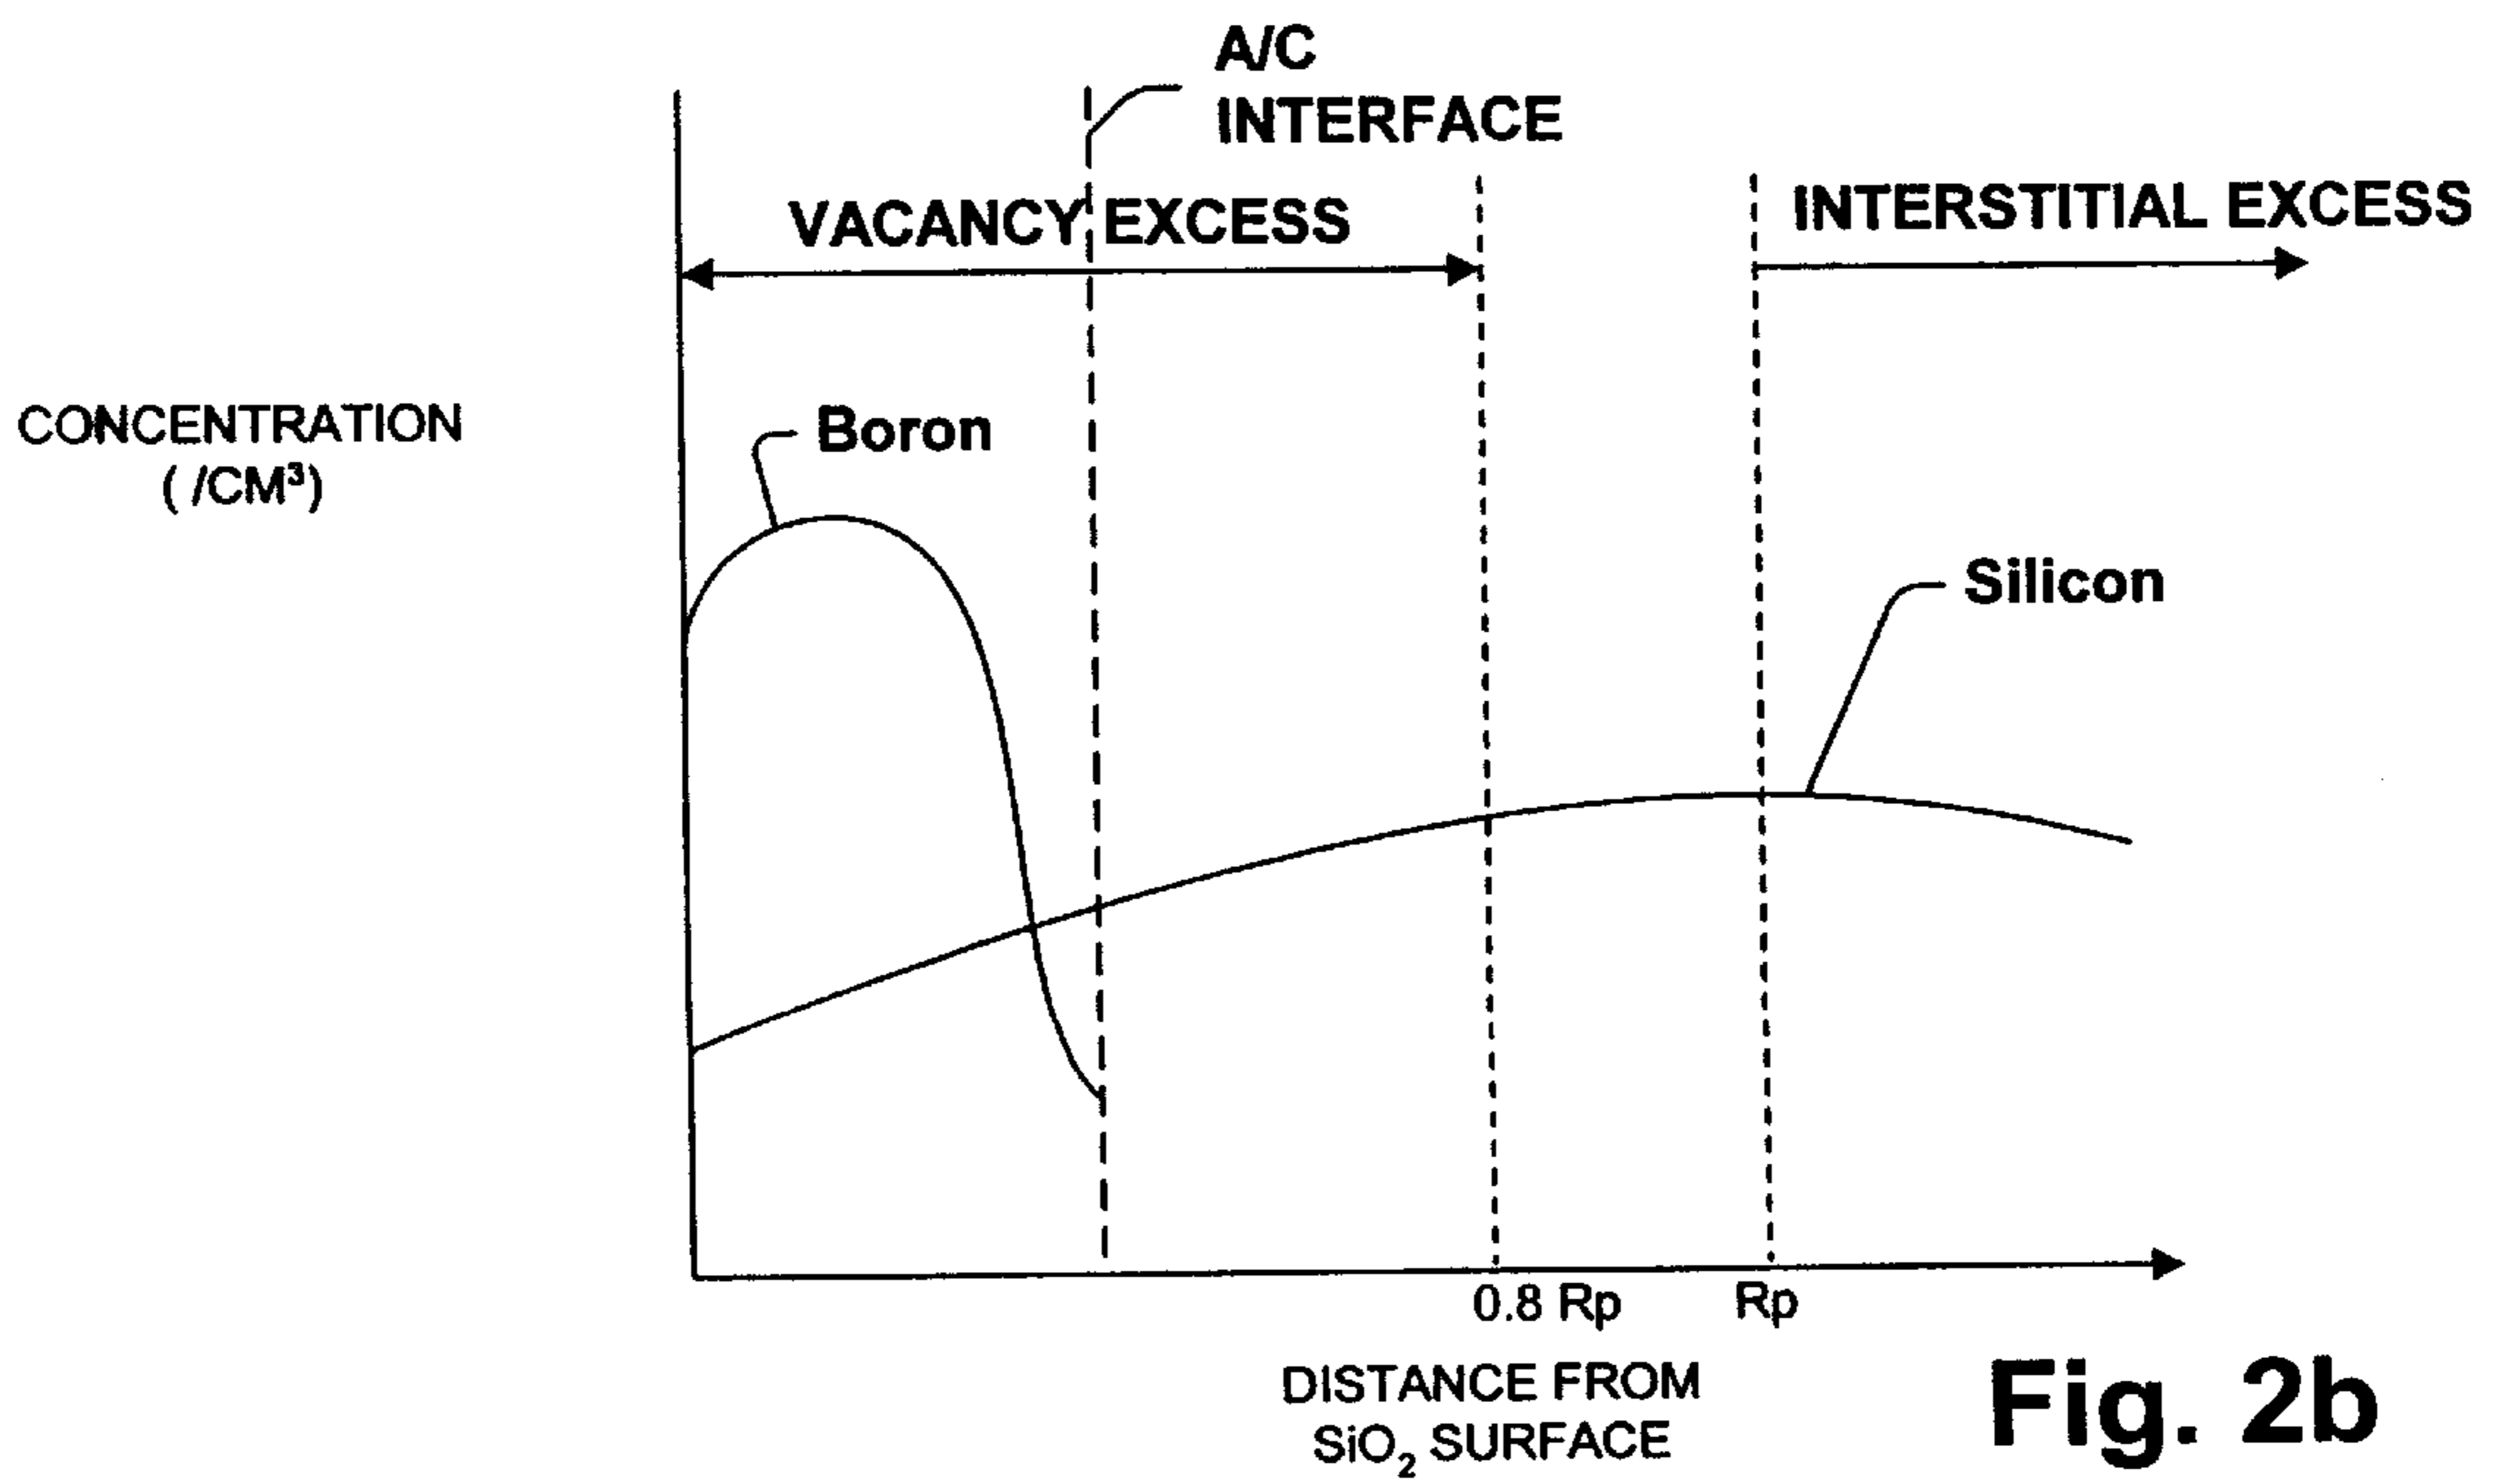 A/C
INTERFACE
VACANCY EXCESS
INTERSTITIAL EXCESS
CONCENTRATION
( /CM³)
Boron
Silicon
0.8 Rp
Rp
DISTANCE FROM
SiO₂ SURFACE
Fig. 2b